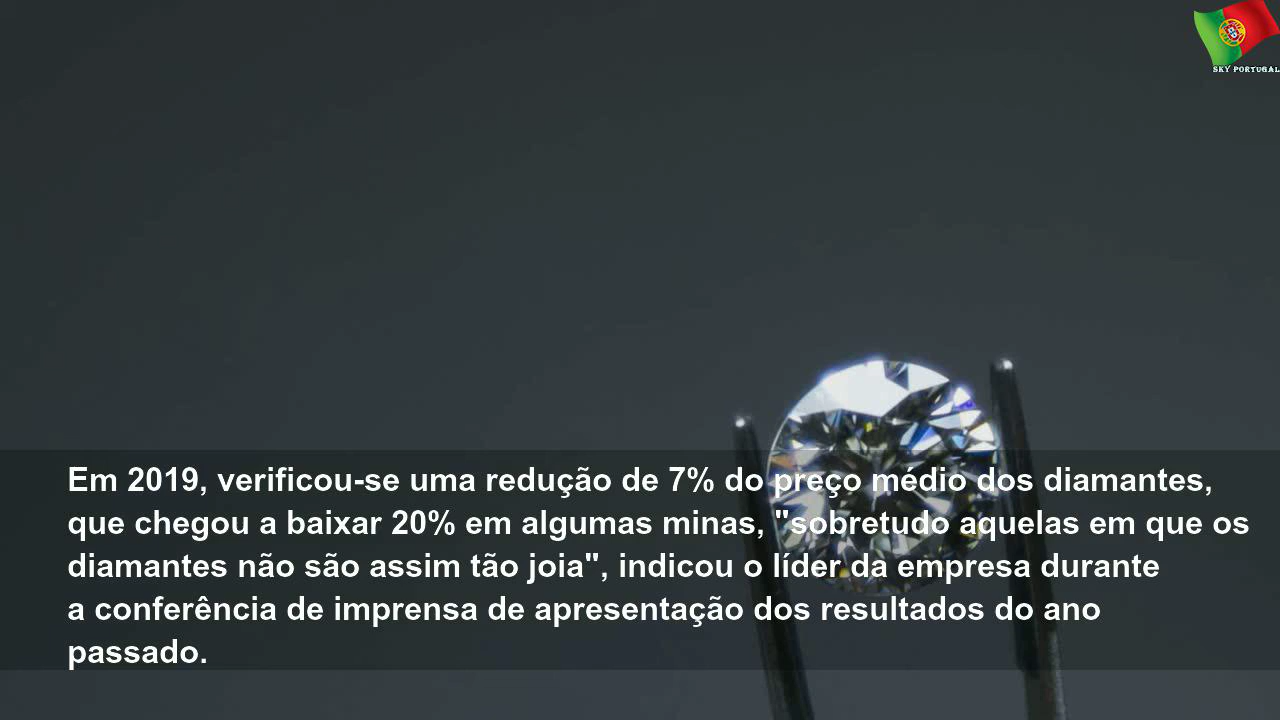 SKY PORTUGAL
Em 2019, verificou-se uma redução de 7% do preço médio dos diamantes,
que chegou a baixar 20% em algumas minas, "sobretudo aquelas em que os
diamantes não são assim tão joia", indicou o líder da empresa durante
a conferência de imprensa de apresentação dos resultados do ano
passado.